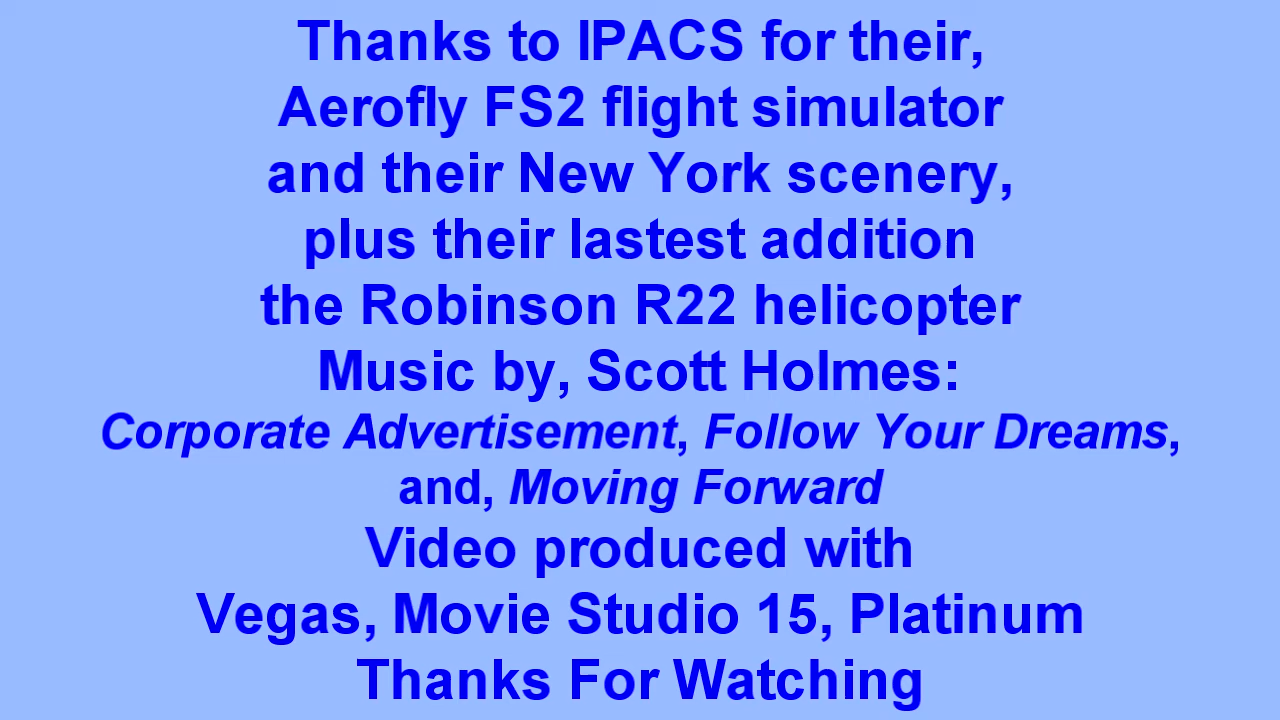 Thanks to IPACS for their,
Aerofly FS2 flight simulator
and their New York scenery,
plus their lastest addition
the Robinson R22 helicopter
Music by, Scott Holmes:
Corporate Advertisement, Follow Your Dreams,
and, Moving Forward
Video produced with
Vegas, Movie Studio 15, Platinum
Thanks For Watching